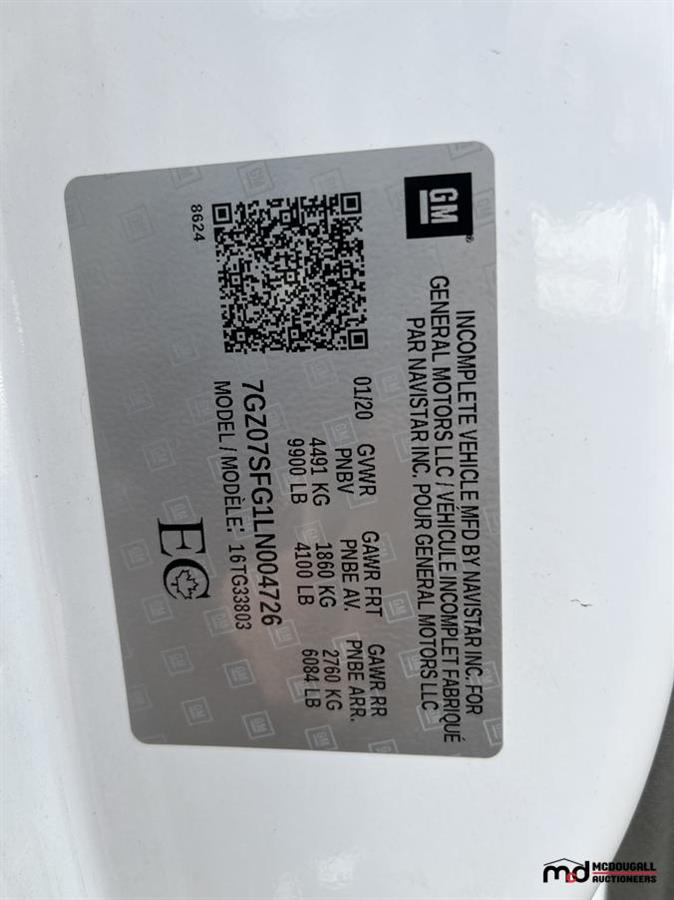 GM
INCOMPLETE VEHICLE MFD BY NAVISTAR INC. FOR
GENERAL MOTORS LLC / VÉHICULE INCOMPLET FABRIQUÉ
PAR NAVISTAR INC. POUR GENERAL MOTORS LLC
01/20 GVWR GAWR FRT GAWR RR
PNBV PNBE AV. PNBE ARR.
4491 KG 1860 KG 2760 KG
9900 LB 4100 LB 6084 LB
7GZ07SFG1LN004726
MODEL / MODÈLE: 16TG33803
8624
EC
md MCDOUGALL
AUCTIONEERS